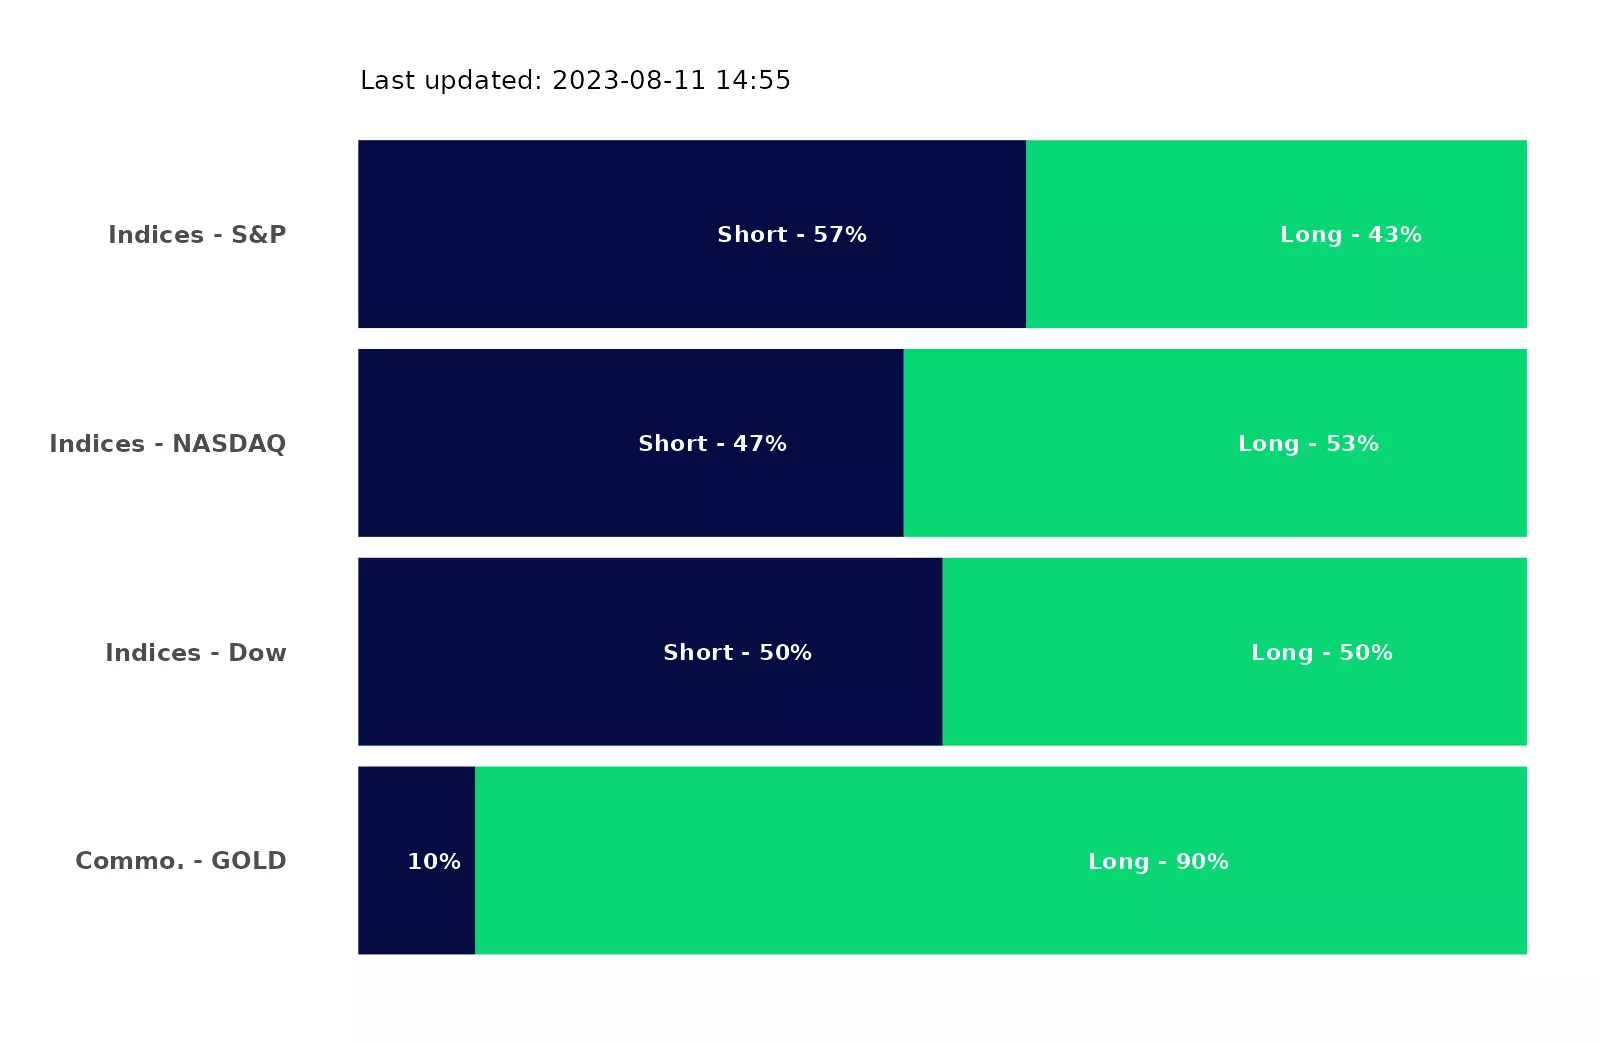 Last updated: 2023-08-11 14:55
Indices - S&P Short - 57% Long - 43%
Indices - NASDAQ Short - 47% Long - 53%
Indices - Dow Short - 50% Long - 50%
Commo. - GOLD 10% Long - 90%